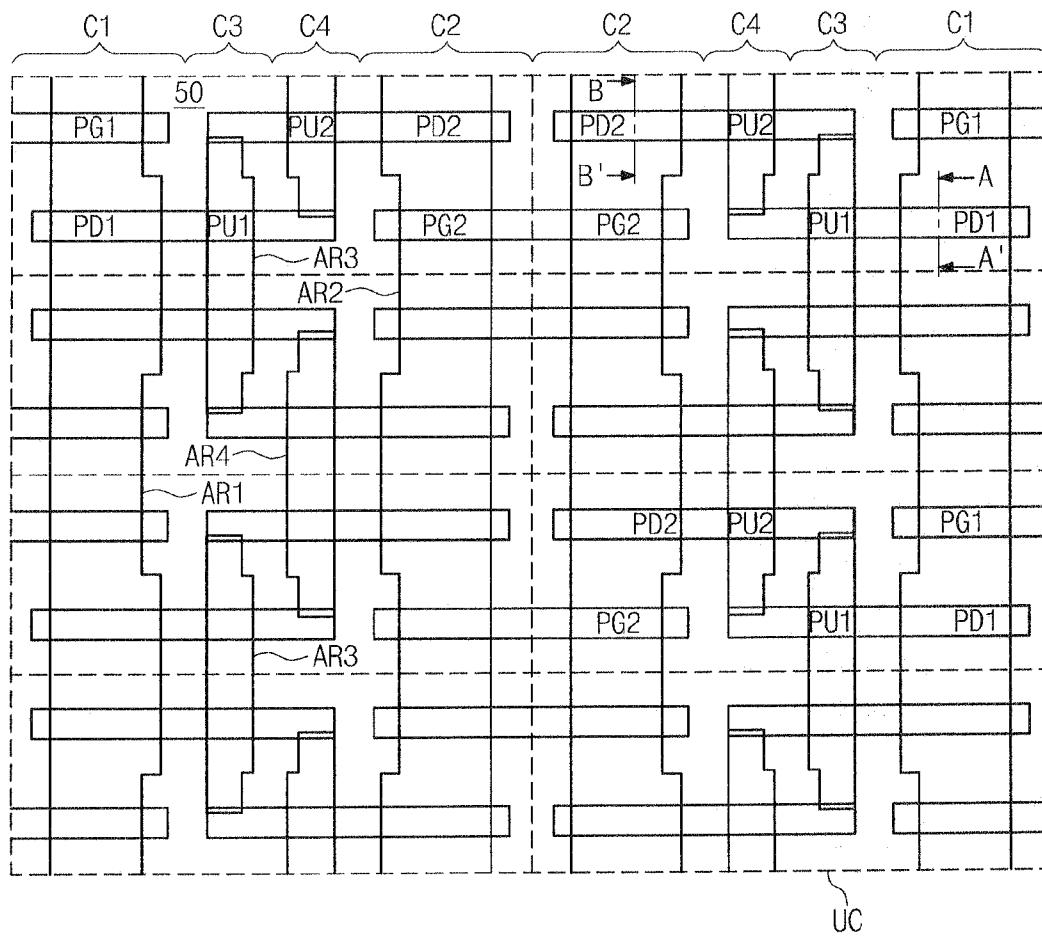 C1 C3 C4 C2 C2 C4 C3 C1
50
B
PG1 PU2 PD2 PD2 PU2 PG1
B' A
PD1 PU1 PG2 PG2 PU1 PD1
AR3 A'
AR2
AR4
AR1
PD2 PU2 PG1
PG2 PU1 PD1
AR3
UC